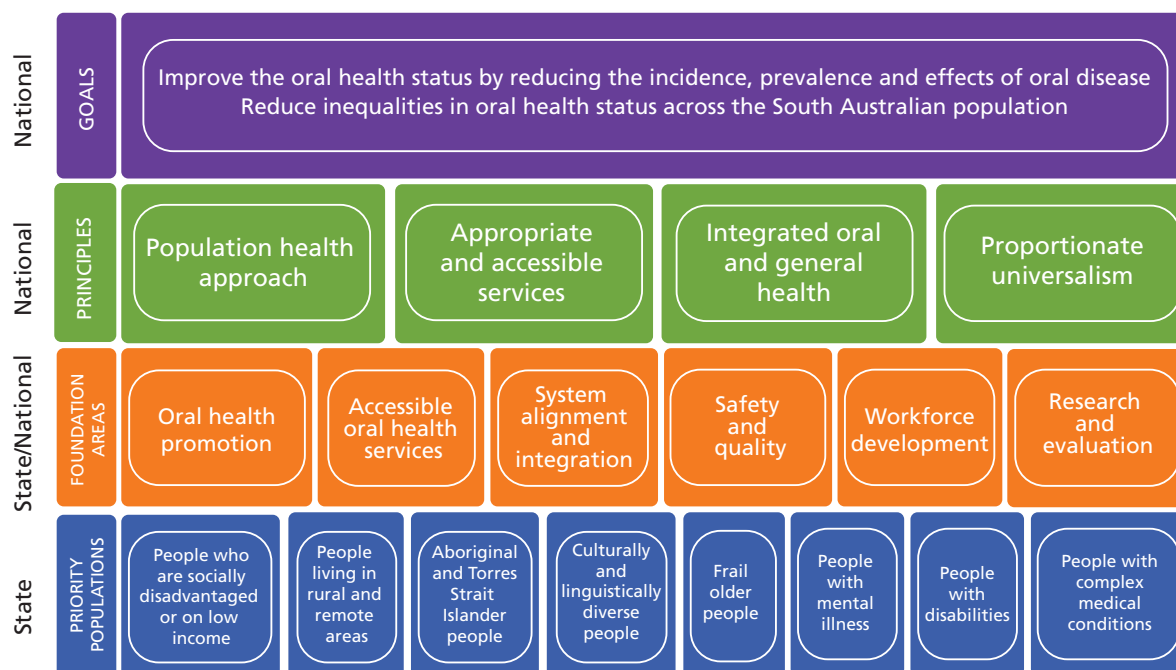 National
GOALS
Improve the oral health status by reducing the incidence, prevalence and effects of oral disease
Reduce inequalities in oral health status across the South Australian population
National
PRINCIPLES
Population health
approach
Appropriate
and accessible
services
Integrated oral
and general
health
Proportionate
universalism
State/National
FOUNDATION
AREAS
Oral health
promotion
Accessible
oral health
services
System
alignment
and
integration
Safety
and
quality
Workforce
development
Research
and
evaluation
State
PRIORITY
POPULATIONS
People who
are socially
disadvantaged
or on low
income
People
living in
rural and
remote
areas
Aboriginal
and Torres
Strait
Islander
people
Culturally
and
linguistically
diverse
people
Frail
older
people
People
with
mental
illness
People
with
disabilities
People with
complex
medical
conditions